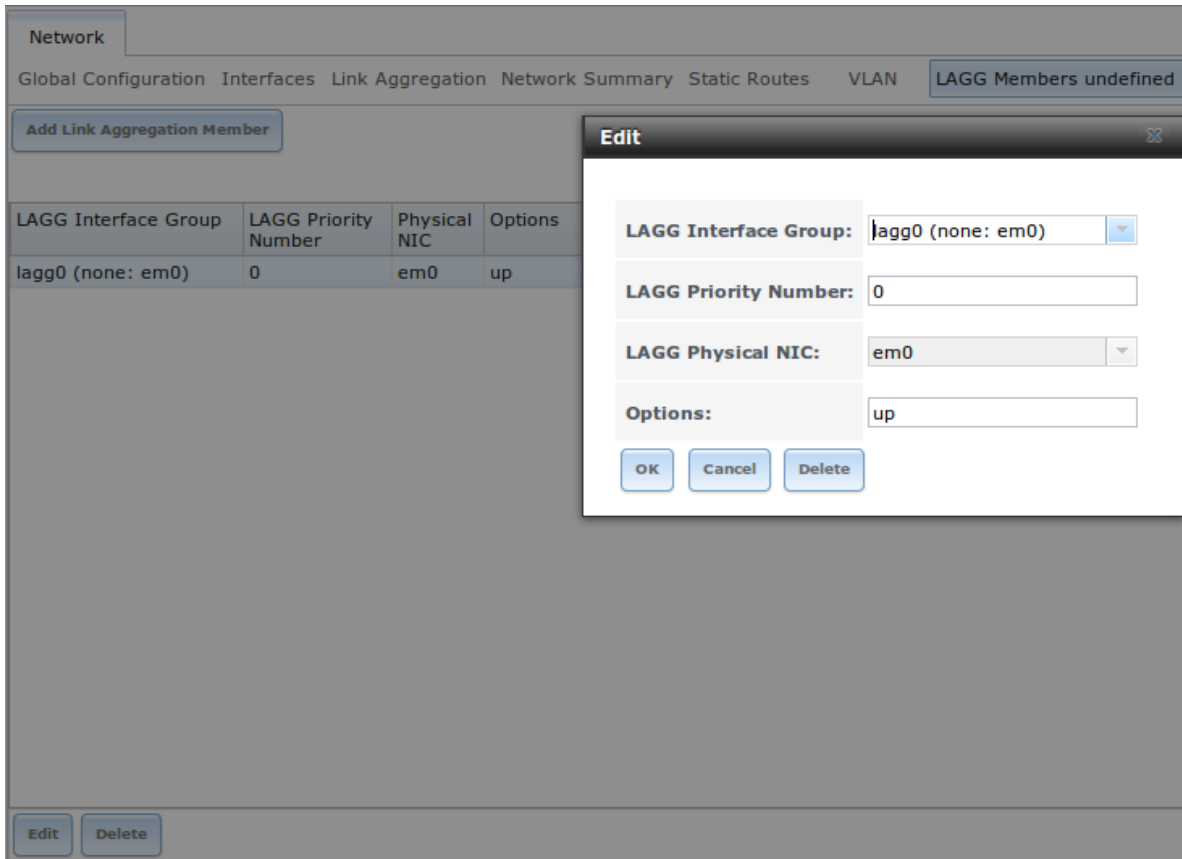 Network
Global Configuration Interfaces Link Aggregation Network Summary Static Routes VLAN LAGG Members undefined
Add Link Aggregation Member
LAGG Interface Group LAGG Priority Number Physical NIC Options
lagg0 (none: em0) 0 em0 up
Edit
LAGG Interface Group: lagg0 (none: em0)
LAGG Priority Number: 0
LAGG Physical NIC: em0
Options: up
OK Cancel Delete
Edit Delete